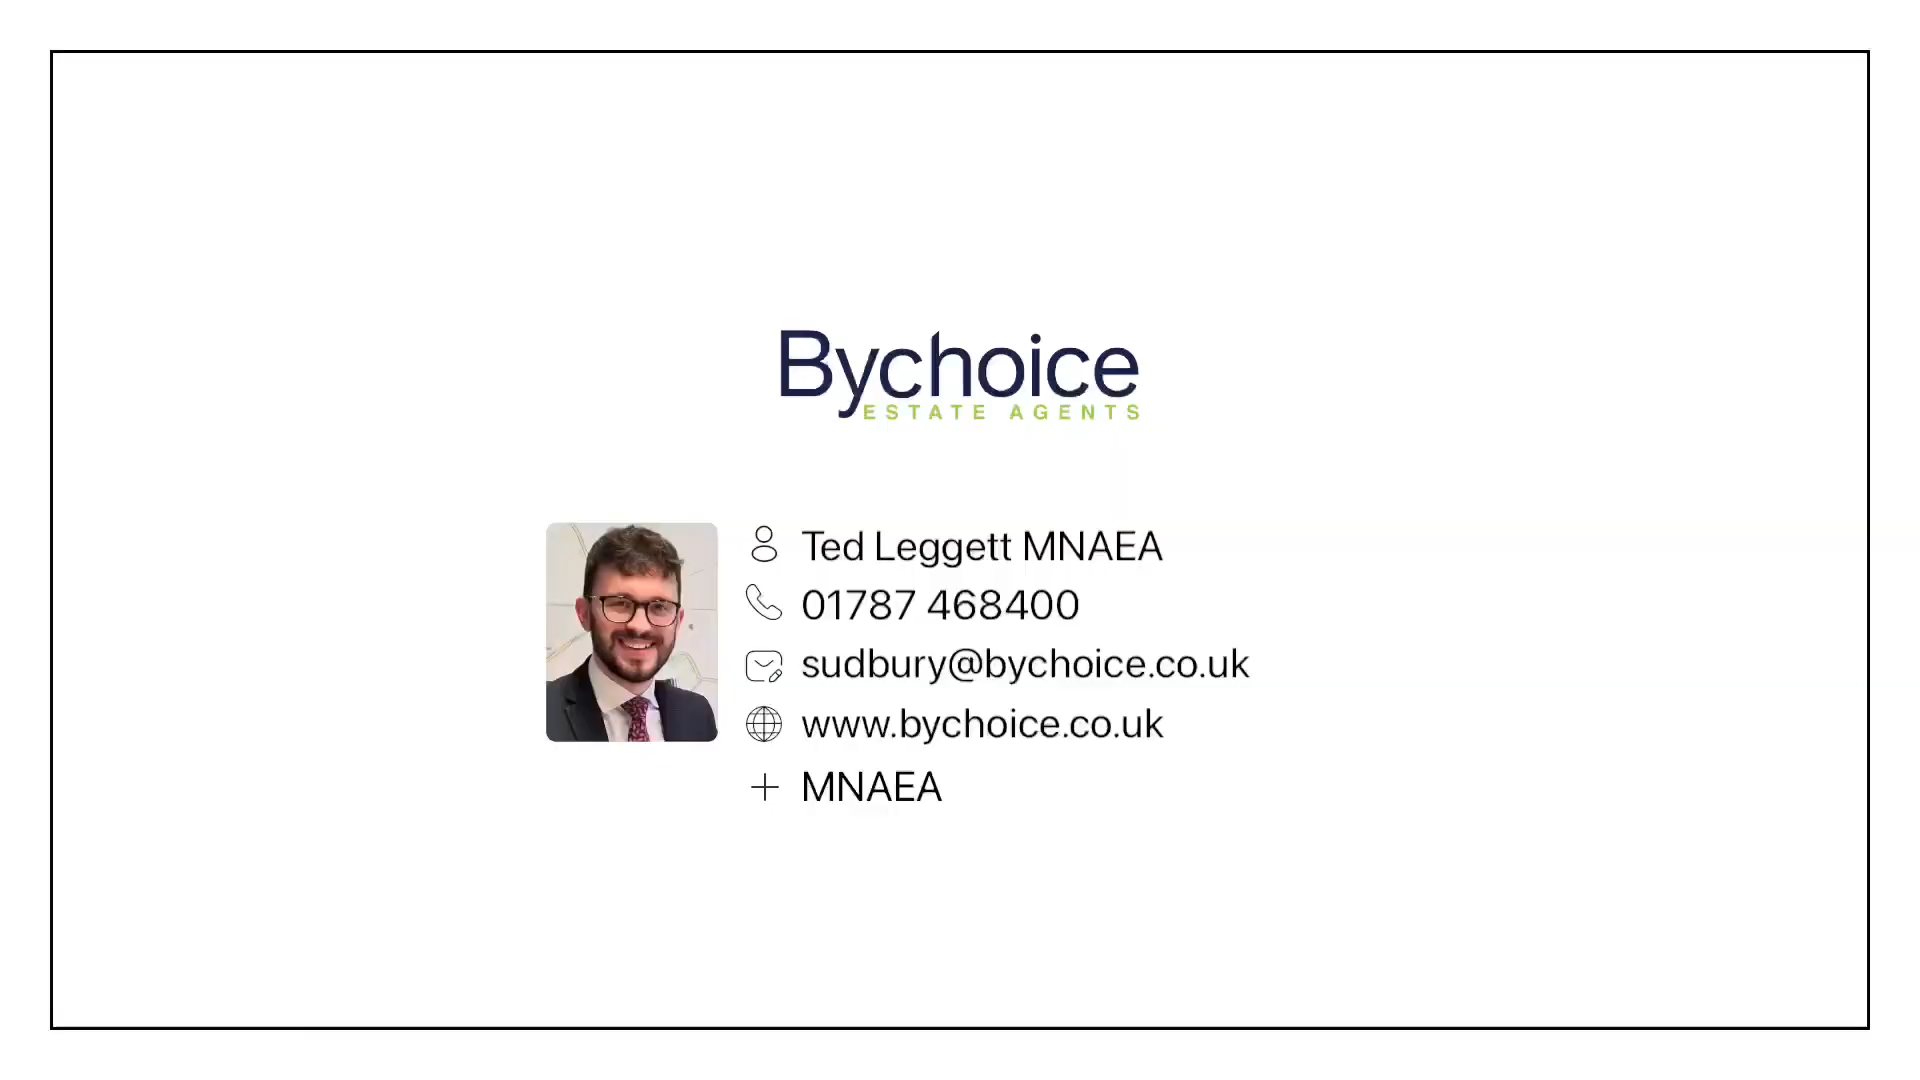 Bychoice
ESTATE AGENTS
Ted Leggett MNAEA
01787 468400
sudbury@bychoice.co.uk
www.bychoice.co.uk
MNAEA